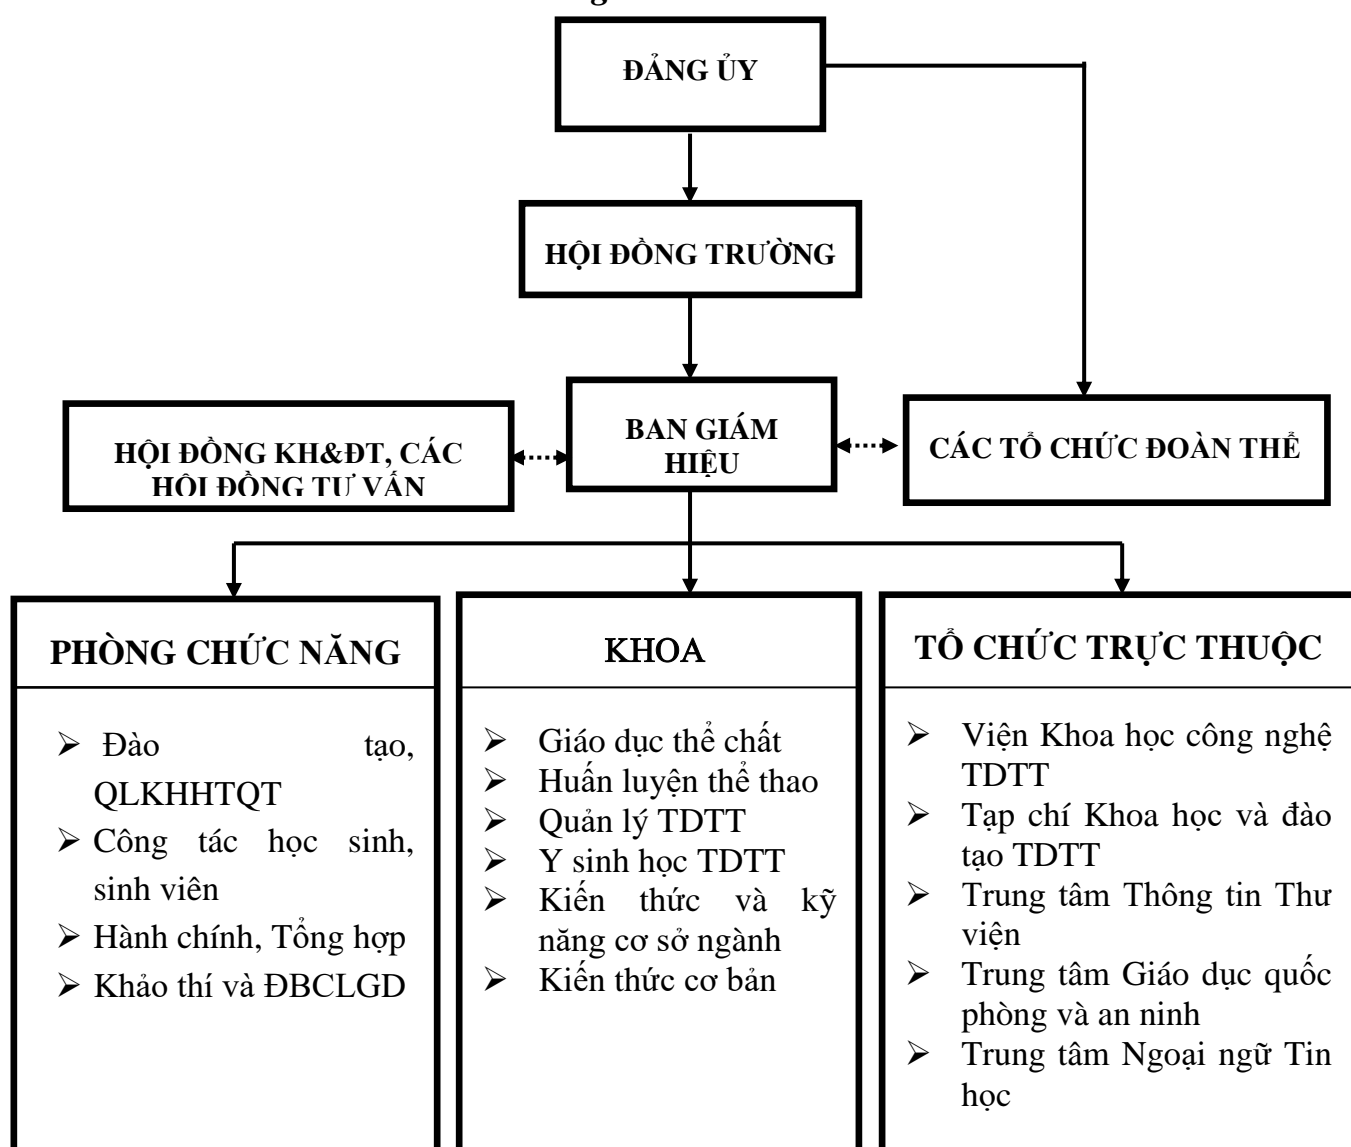 ĐẢNG ỦY
HỘI ĐỒNG TRƯỜNG
BAN GIÁM
HIỆU
HỘI ĐỒNG KH&ĐT, CÁC
HỘI ĐỒNG TƯ VẤN
CÁC TỔ CHỨC ĐOÀN THỂ
PHÒNG CHỨC NĂNG
➢ Đào tạo,
QLKHHTQT
➢ Công tác học sinh,
sinh viên
➢ Hành chính, Tổng hợp
➢ Khảo thí và ĐBCLGD
KHOA
➢ Giáo dục thể chất
➢ Huấn luyện thể thao
➢ Quản lý TDTT
➢ Y sinh học TDTT
➢ Kiến thức và kỹ
năng cơ sở ngành
➢ Kiến thức cơ bản
TỔ CHỨC TRỰC THUỘC
➢ Viện Khoa học công nghệ
TDTT
➢ Tạp chí Khoa học và đào
tạo TDTT
➢ Trung tâm Thông tin Thư
viện
➢ Trung tâm Giáo dục quốc
phòng và an ninh
➢ Trung tâm Ngoại ngữ Tin
học